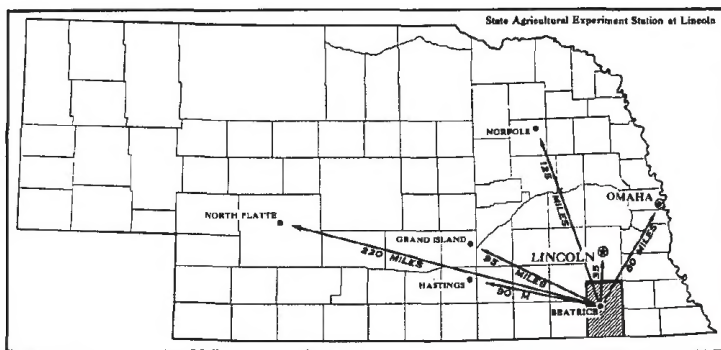 State Agricultural Experiment Station at Lincoln
NORFOLK
125 MILES
OMAHA
NORTH PLATTE
GRAND ISLAND
220 MILES
MILES
LINCOLN
35
MILES
HASTINGS
M
BEATRICE